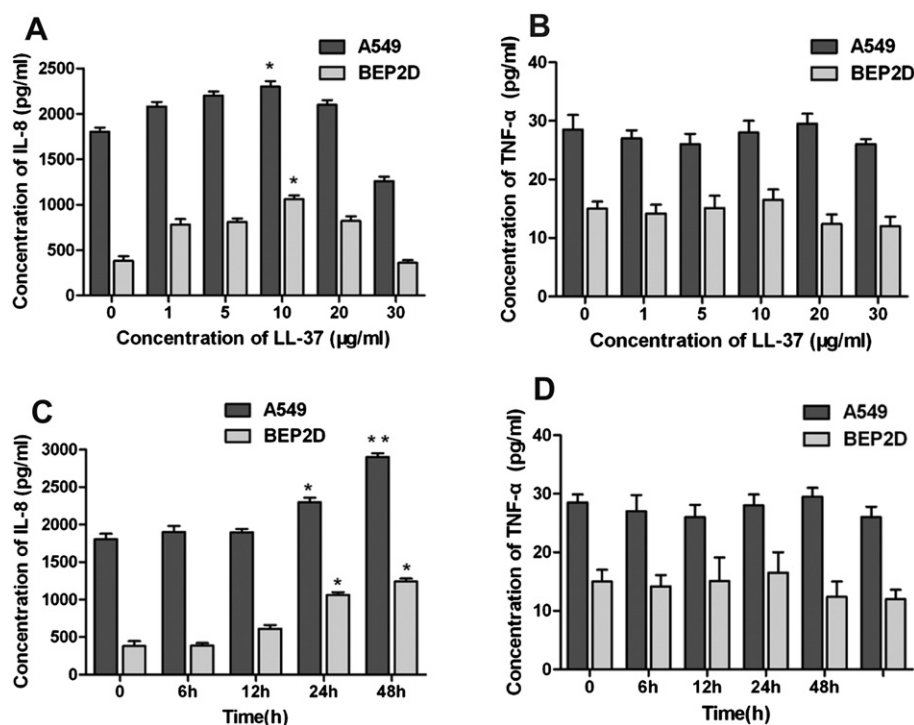 A
A549
BEP2D
Concentration of IL-8 (pg/ml)
2500
2000
1500
1000
500
0
*
*
0 1 5 10 20 30
Concentration of LL-37 (μg/ml)
B
A549
BEP2D
Concentration of TNF-α (pg/ml)
40
30
20
10
0
0 1 5 10 20 30
Concentration of LL-37 (μg/ml)
C
A549
BEP2D
Concentration of IL-8 (pg/ml)
3000
2500
2000
1500
1000
500
0
*
*
* *
*
0 6h 12h 24h 48h
Time(h)
D
A549
BEP2D
Concentration of TNF-α (pg/ml)
40
30
20
10
0
0 6h 12h 24h 48h
Time(h)